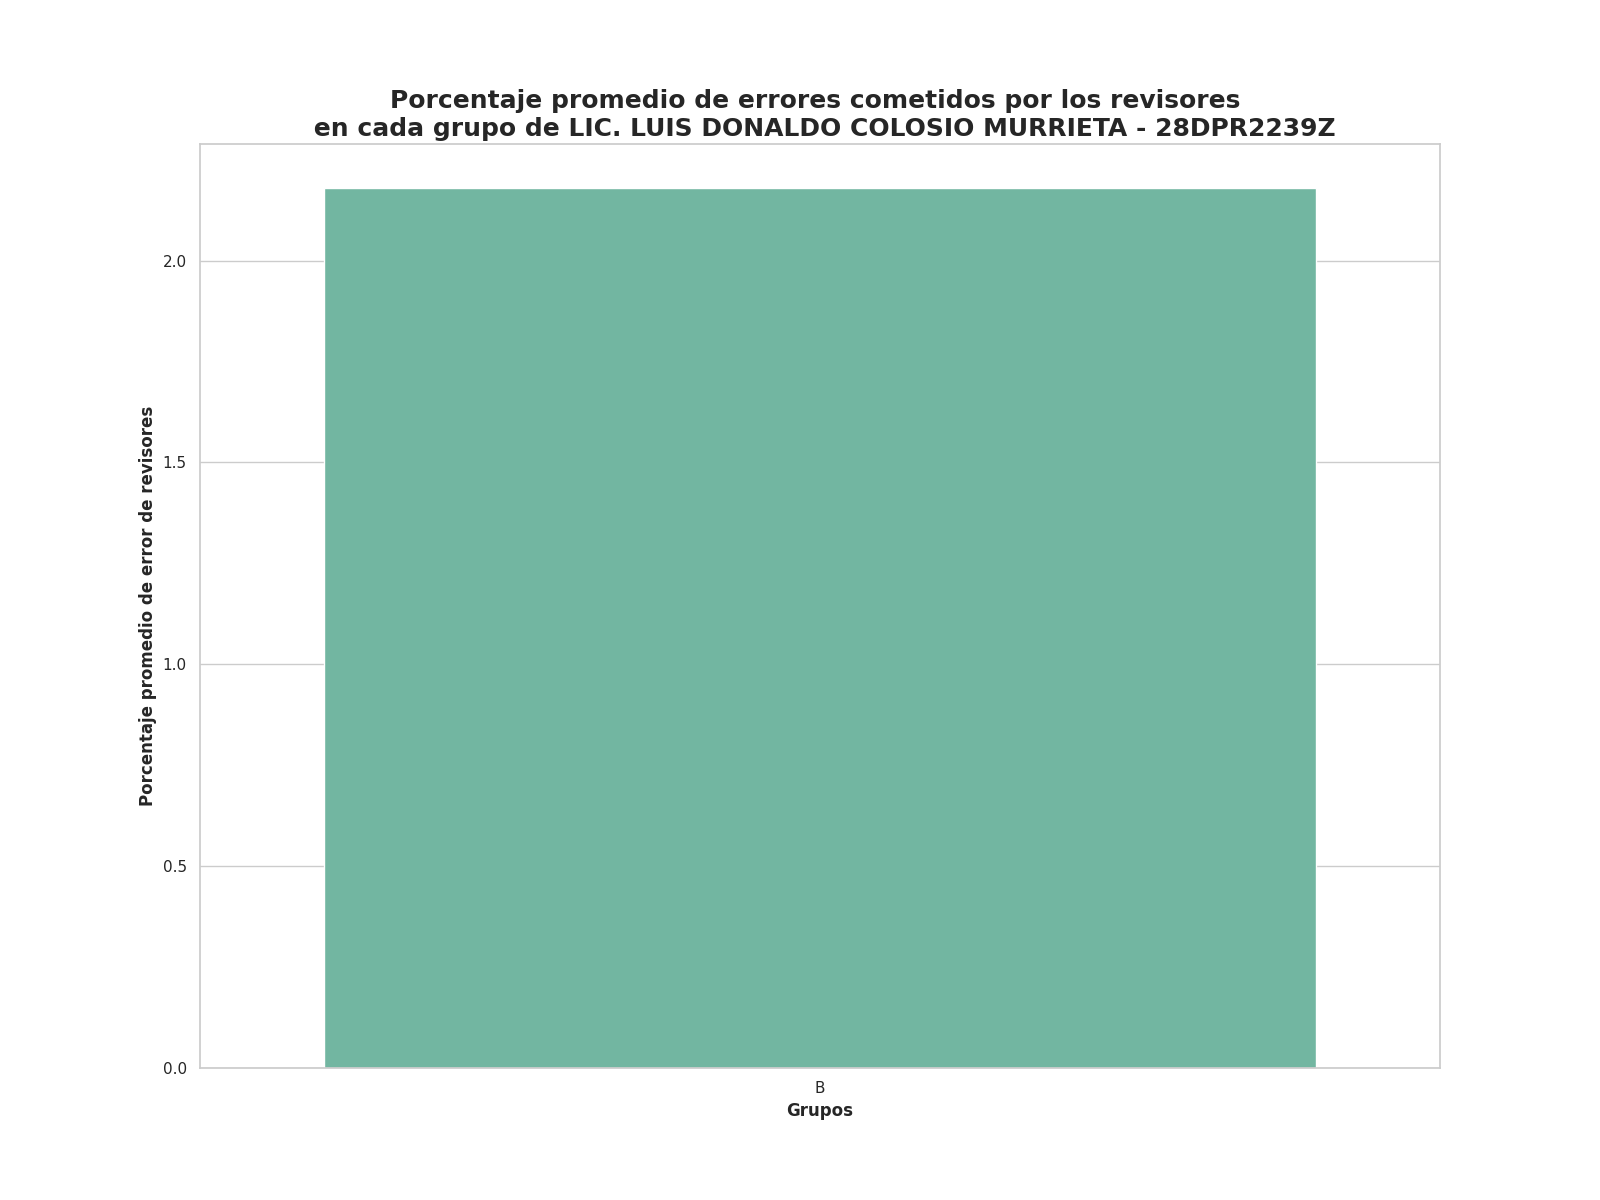 Porcentaje promedio de errores cometidos por los revisores
en cada grupo de LIC. LUIS DONALDO COLOSIO MURRIETA - 28DPR2239Z
Porcentaje promedio de error de revisores
2.0
1.5
1.0
0.5
0.0
B
Grupos